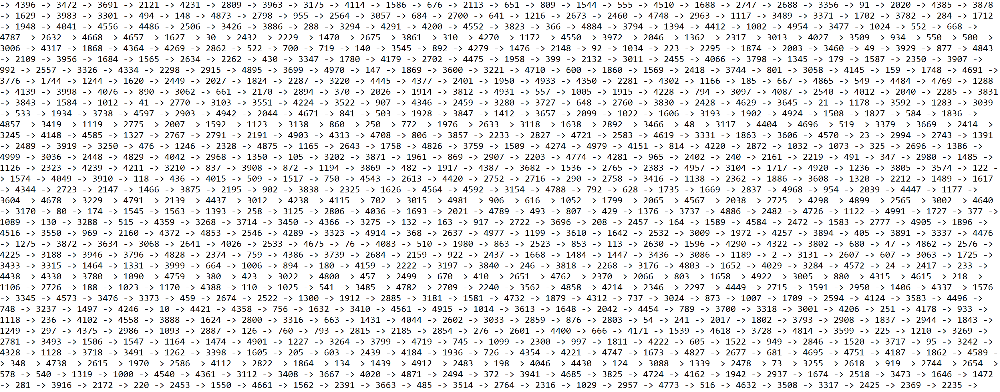 -> 4396 -> 3472 -> 3691 -> 2121 -> 4231 -> 2809 -> 3963 -> 3175 -> 4114 -> 1586 -> 676 -> 2113 -> 651 -> 809 -> 1544 -> 555 -> 4510 -> 1688 -> 2747 -> 2688 -> 3356 -> 91 -> 2020 -> 4385 -> 3878
-> 1629 -> 3983 -> 3301 -> 494 -> 148 -> 4873 -> 2798 -> 955 -> 2564 -> 3057 -> 684 -> 2700 -> 641 -> 1216 -> 2673 -> 2460 -> 4748 -> 2963 -> 1117 -> 3489 -> 3371 -> 1702 -> 3782 -> 284 -> 1712
-> 1948 -> 4041 -> 4556 -> 4486 -> 2506 -> 3426 -> 3886 -> 288 -> 3294 -> 4291 -> 4200 -> 4552 -> 3823 -> 366 -> 4884 -> 3794 -> 1394 -> 4412 -> 1002 -> 4954 -> 3477 -> 1024 -> 552 -> 668 ->
4787 -> 2632 -> 4668 -> 4657 -> 1627 -> 30 -> 2432 -> 2229 -> 1470 -> 2675 -> 3861 -> 310 -> 4270 -> 1172 -> 4550 -> 3972 -> 2046 -> 1362 -> 2317 -> 3013 -> 4027 -> 3509 -> 934 -> 550 -> 500 ->
3006 -> 4317 -> 1868 -> 4364 -> 4269 -> 2862 -> 522 -> 700 -> 719 -> 140 -> 3545 -> 892 -> 4279 -> 1476 -> 2148 -> 92 -> 1034 -> 223 -> 2295 -> 1874 -> 2003 -> 3460 -> 49 -> 3929 -> 877 -> 4843
-> 2109 -> 3956 -> 1684 -> 1565 -> 2634 -> 2262 -> 430 -> 3347 -> 1780 -> 4179 -> 2702 -> 4475 -> 1958 -> 399 -> 2132 -> 3011 -> 2455 -> 4066 -> 3798 -> 1345 -> 179 -> 1587 -> 2350 -> 3907 ->
992 -> 2557 -> 3326 -> 4334 -> 2298 -> 2915 -> 4895 -> 3699 -> 4970 -> 147 -> 1869 -> 3600 -> 3221 -> 4710 -> 600 -> 1860 -> 1569 -> 2418 -> 3744 -> 801 -> 3058 -> 4145 -> 159 -> 1748 -> 4691 ->
3776 -> 1744 -> 1244 -> 1620 -> 2449 -> 2027 -> 1824 -> 2287 -> 3220 -> 4445 -> 4377 -> 2401 -> 1950 -> 4933 -> 4350 -> 2281 -> 4302 -> 1166 -> 185 -> 667 -> 4865 -> 549 -> 4484 -> 4769 -> 1288
-> 4139 -> 3998 -> 4076 -> 890 -> 3062 -> 661 -> 2170 -> 2894 -> 370 -> 2026 -> 1914 -> 3812 -> 4931 -> 557 -> 1005 -> 1915 -> 4228 -> 794 -> 3097 -> 4087 -> 2540 -> 4012 -> 2040 -> 2285 -> 3831
-> 3843 -> 1584 -> 1012 -> 41 -> 2770 -> 3103 -> 3551 -> 4224 -> 3522 -> 907 -> 4346 -> 2459 -> 3280 -> 3727 -> 648 -> 2760 -> 3830 -> 2428 -> 4629 -> 3645 -> 21 -> 1178 -> 3592 -> 1283 -> 3039
-> 533 -> 1934 -> 3738 -> 4597 -> 2903 -> 4942 -> 2044 -> 4671 -> 841 -> 503 -> 1928 -> 3847 -> 1412 -> 3657 -> 2099 -> 1022 -> 1606 -> 3193 -> 1902 -> 4924 -> 1508 -> 1827 -> 584 -> 1836 ->
4857 -> 3419 -> 1119 -> 2775 -> 2007 -> 1592 -> 1123 -> 3138 -> 860 -> 250 -> 772 -> 1976 -> 2633 -> 3118 -> 1638 -> 2892 -> 3466 -> 48 -> 3117 -> 4404 -> 4696 -> 519 -> 3379 -> 3669 -> 2414 ->
3245 -> 4148 -> 4585 -> 1327 -> 2767 -> 2791 -> 2191 -> 4903 -> 4313 -> 4708 -> 806 -> 3857 -> 2233 -> 2827 -> 4721 -> 2583 -> 4619 -> 3331 -> 1863 -> 3606 -> 4570 -> 23 -> 2994 -> 2743 -> 1391
-> 2489 -> 3919 -> 3250 -> 476 -> 1246 -> 2328 -> 4875 -> 1165 -> 2643 -> 1758 -> 4826 -> 3759 -> 1509 -> 4274 -> 4979 -> 4151 -> 814 -> 4220 -> 2872 -> 1032 -> 1073 -> 325 -> 2696 -> 1386 ->
4999 -> 3036 -> 2448 -> 4829 -> 4042 -> 2968 -> 1350 -> 105 -> 3202 -> 3871 -> 1961 -> 869 -> 2907 -> 2203 -> 4774 -> 4281 -> 965 -> 2402 -> 240 -> 2161 -> 2219 -> 491 -> 347 -> 2980 -> 1485 ->
1126 -> 2323 -> 4239 -> 4211 -> 3210 -> 837 -> 3908 -> 872 -> 1194 -> 3869 -> 482 -> 1917 -> 4387 -> 3682 -> 1536 -> 2765 -> 2383 -> 4957 -> 3104 -> 1717 -> 4920 -> 1236 -> 3805 -> 3574 -> 122 -
> 1574 -> 4049 -> 3910 -> 118 -> 436 -> 4015 -> 509 -> 1517 -> 750 -> 4543 -> 2613 -> 4420 -> 2752 -> 2716 -> 290 -> 2758 -> 3416 -> 1138 -> 2362 -> 1886 -> 3608 -> 1320 -> 2212 -> 1489 -> 1617
-> 4344 -> 2723 -> 2147 -> 1466 -> 3875 -> 2195 -> 902 -> 3838 -> 2325 -> 1626 -> 4564 -> 4592 -> 3154 -> 4788 -> 792 -> 628 -> 1735 -> 1669 -> 2837 -> 4968 -> 954 -> 2039 -> 4447 -> 1177 ->
3604 -> 4678 -> 3229 -> 4791 -> 2139 -> 4437 -> 3012 -> 4238 -> 4115 -> 702 -> 3015 -> 4981 -> 906 -> 616 -> 1052 -> 1799 -> 2065 -> 4567 -> 2038 -> 2725 -> 4298 -> 4899 -> 2565 -> 3002 -> 4640
-> 3170 -> 80 -> 174 -> 1545 -> 1563 -> 1393 -> 258 -> 3125 -> 2806 -> 4036 -> 1693 -> 2021 -> 4789 -> 493 -> 807 -> 429 -> 1376 -> 3737 -> 4886 -> 2482 -> 4726 -> 1122 -> 4991 -> 1727 -> 377 ->
1089 -> 130 -> 3288 -> 515 -> 4359 -> 3268 -> 3714 -> 3450 -> 4366 -> 3275 -> 132 -> 163 -> 917 -> 2722 -> 3696 -> 208 -> 2457 -> 164 -> 1589 -> 4584 -> 2472 -> 1583 -> 2777 -> 4905 -> 1896 ->
4516 -> 3550 -> 969 -> 2160 -> 4372 -> 4853 -> 2546 -> 4289 -> 3323 -> 4914 -> 368 -> 2637 -> 4977 -> 1199 -> 3610 -> 1642 -> 2532 -> 3009 -> 1972 -> 4257 -> 3894 -> 405 -> 3891 -> 3337 -> 4476
-> 1275 -> 3872 -> 3634 -> 3068 -> 2641 -> 4026 -> 2533 -> 4675 -> 76 -> 4083 -> 510 -> 1980 -> 863 -> 2523 -> 853 -> 113 -> 2630 -> 1596 -> 4290 -> 4322 -> 3802 -> 680 -> 47 -> 4862 -> 2576 ->
4225 -> 3188 -> 3946 -> 3796 -> 4828 -> 2374 -> 759 -> 4386 -> 3739 -> 2684 -> 2159 -> 922 -> 2437 -> 1668 -> 1484 -> 1447 -> 3436 -> 3086 -> 1189 -> 2 -> 3131 -> 2607 -> 607 -> 3063 -> 1725 ->
3433 -> 3315 -> 1464 -> 1331 -> 3999 -> 664 -> 1006 -> 894 -> 180 -> 4159 -> 2222 -> 3197 -> 3840 -> 246 -> 3818 -> 2268 -> 3176 -> 4803 -> 1652 -> 4029 -> 3284 -> 4572 -> 24 -> 2417 -> 233 ->
4438 -> 4330 -> 3780 -> 1090 -> 4759 -> 380 -> 423 -> 3022 -> 4800 -> 457 -> 2499 -> 670 -> 410 -> 2651 -> 4762 -> 2370 -> 2066 -> 803 -> 1658 -> 4922 -> 3005 -> 880 -> 4315 -> 4615 -> 218 ->
1106 -> 2726 -> 188 -> 1023 -> 1170 -> 4388 -> 110 -> 1025 -> 541 -> 3485 -> 4782 -> 2709 -> 2240 -> 3562 -> 4858 -> 4214 -> 2346 -> 2297 -> 4449 -> 2715 -> 3591 -> 2950 -> 1406 -> 4337 -> 1576
-> 3345 -> 4573 -> 3476 -> 3373 -> 459 -> 2674 -> 2522 -> 1300 -> 1912 -> 2885 -> 3181 -> 1581 -> 4732 -> 1879 -> 4312 -> 737 -> 3024 -> 873 -> 1007 -> 1709 -> 2594 -> 4124 -> 3583 -> 4496 ->
748 -> 3237 -> 1497 -> 4246 -> 10 -> 4421 -> 4358 -> 756 -> 1632 -> 3410 -> 4561 -> 4915 -> 1014 -> 3613 -> 1648 -> 2042 -> 4454 -> 789 -> 3700 -> 3318 -> 3001 -> 4206 -> 251 -> 4178 -> 933 ->
1118 -> 236 -> 4102 -> 4558 -> 3888 -> 1624 -> 2800 -> 3316 -> 663 -> 1431 -> 4044 -> 2602 -> 3033 -> 2859 -> 876 -> 2803 -> 54 -> 241 -> 2017 -> 1802 -> 3793 -> 2908 -> 1837 -> 2944 -> 1843 ->
1249 -> 297 -> 4375 -> 2986 -> 1093 -> 2887 -> 126 -> 760 -> 793 -> 2815 -> 2185 -> 2854 -> 276 -> 2601 -> 4400 -> 666 -> 4171 -> 1539 -> 4618 -> 3728 -> 4814 -> 3599 -> 225 -> 1210 -> 3269 ->
2781 -> 3493 -> 1506 -> 1547 -> 1164 -> 1474 -> 4901 -> 1227 -> 3264 -> 3799 -> 4719 -> 745 -> 1099 -> 2300 -> 997 -> 1811 -> 4222 -> 605 -> 1522 -> 949 -> 2846 -> 1520 -> 3717 -> 95 -> 3242 ->
4328 -> 1128 -> 3718 -> 3491 -> 1262 -> 3398 -> 1605 -> 205 -> 603 -> 2439 -> 4184 -> 1936 -> 726 -> 4354 -> 4221 -> 4747 -> 1673 -> 4827 -> 2677 -> 681 -> 4695 -> 4751 -> 4187 -> 1862 -> 4589 -
> 348 -> 4738 -> 2615 -> 1970 -> 2586 -> 4112 -> 2822 -> 1864 -> 134 -> 1439 -> 4912 -> 2483 -> 198 -> 4046 -> 4430 -> 124 -> 3088 -> 1339 -> 2478 -> 73 -> 3255 -> 2618 -> 919 -> 2744 -> 2654 ->
578 -> 540 -> 1319 -> 1000 -> 4540 -> 4361 -> 3112 -> 3408 -> 3667 -> 4020 -> 4871 -> 2494 -> 372 -> 3941 -> 4685 -> 3825 -> 4724 -> 4162 -> 1942 -> 2937 -> 1674 -> 2518 -> 3473 -> 1646 -> 1472
-> 281 -> 3916 -> 2172 -> 220 -> 2453 -> 1550 -> 4661 -> 1562 -> 2391 -> 3663 -> 485 -> 3514 -> 2764 -> 2316 -> 1029 -> 2957 -> 4773 -> 516 -> 4632 -> 3508 -> 3317 -> 2425 -> 2369 -> 2235 ->